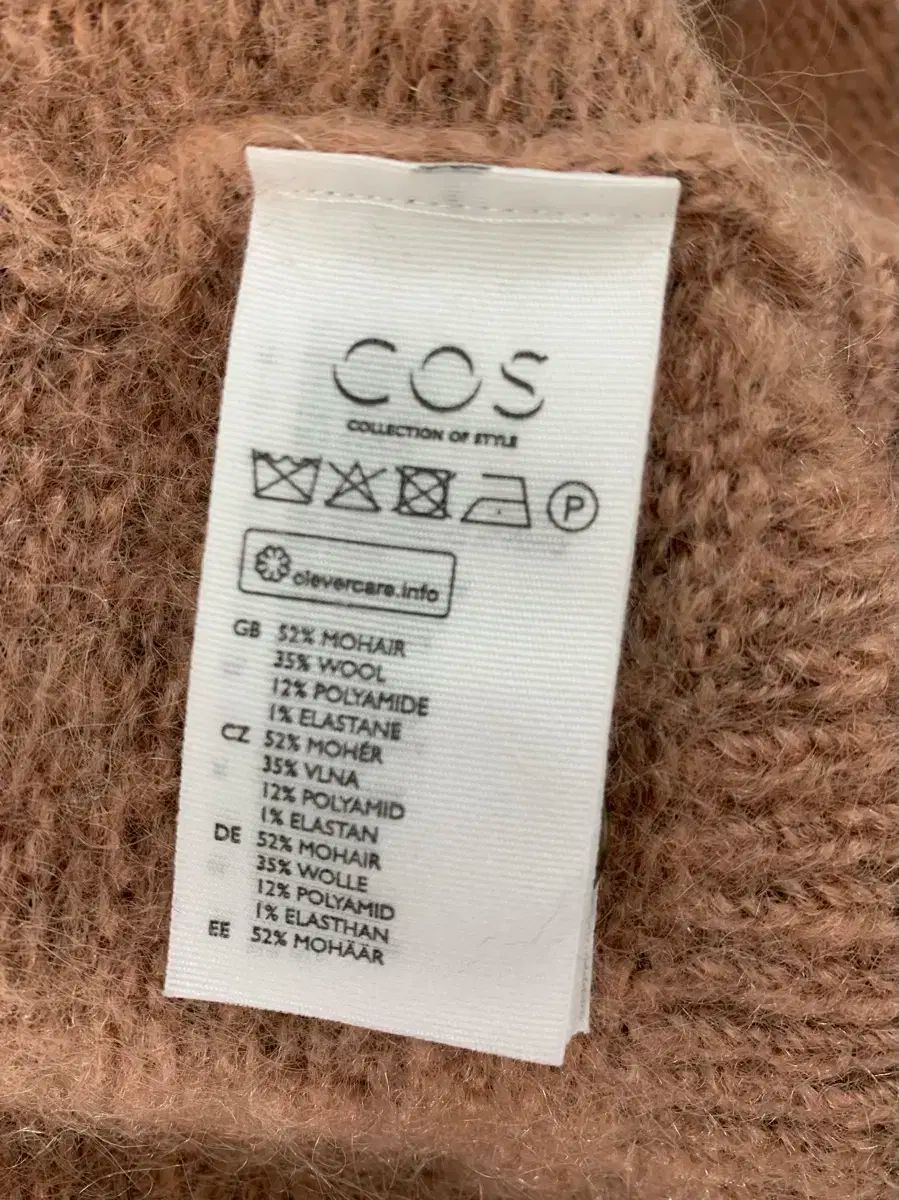 COS
COLLECTION OF STYLE
P
clevercare.info
GB 52% MOHAIR
35% WOOL
12% POLYAMIDE
1% ELASTANE
CZ 52% MOHÉR
35% VLNA
12% POLYAMID
1% ELASTAN
DE 52% MOHAIR
35% WOLLE
12% POLYAMID
1% ELASTHAN
EE 52% MOHÄÄR